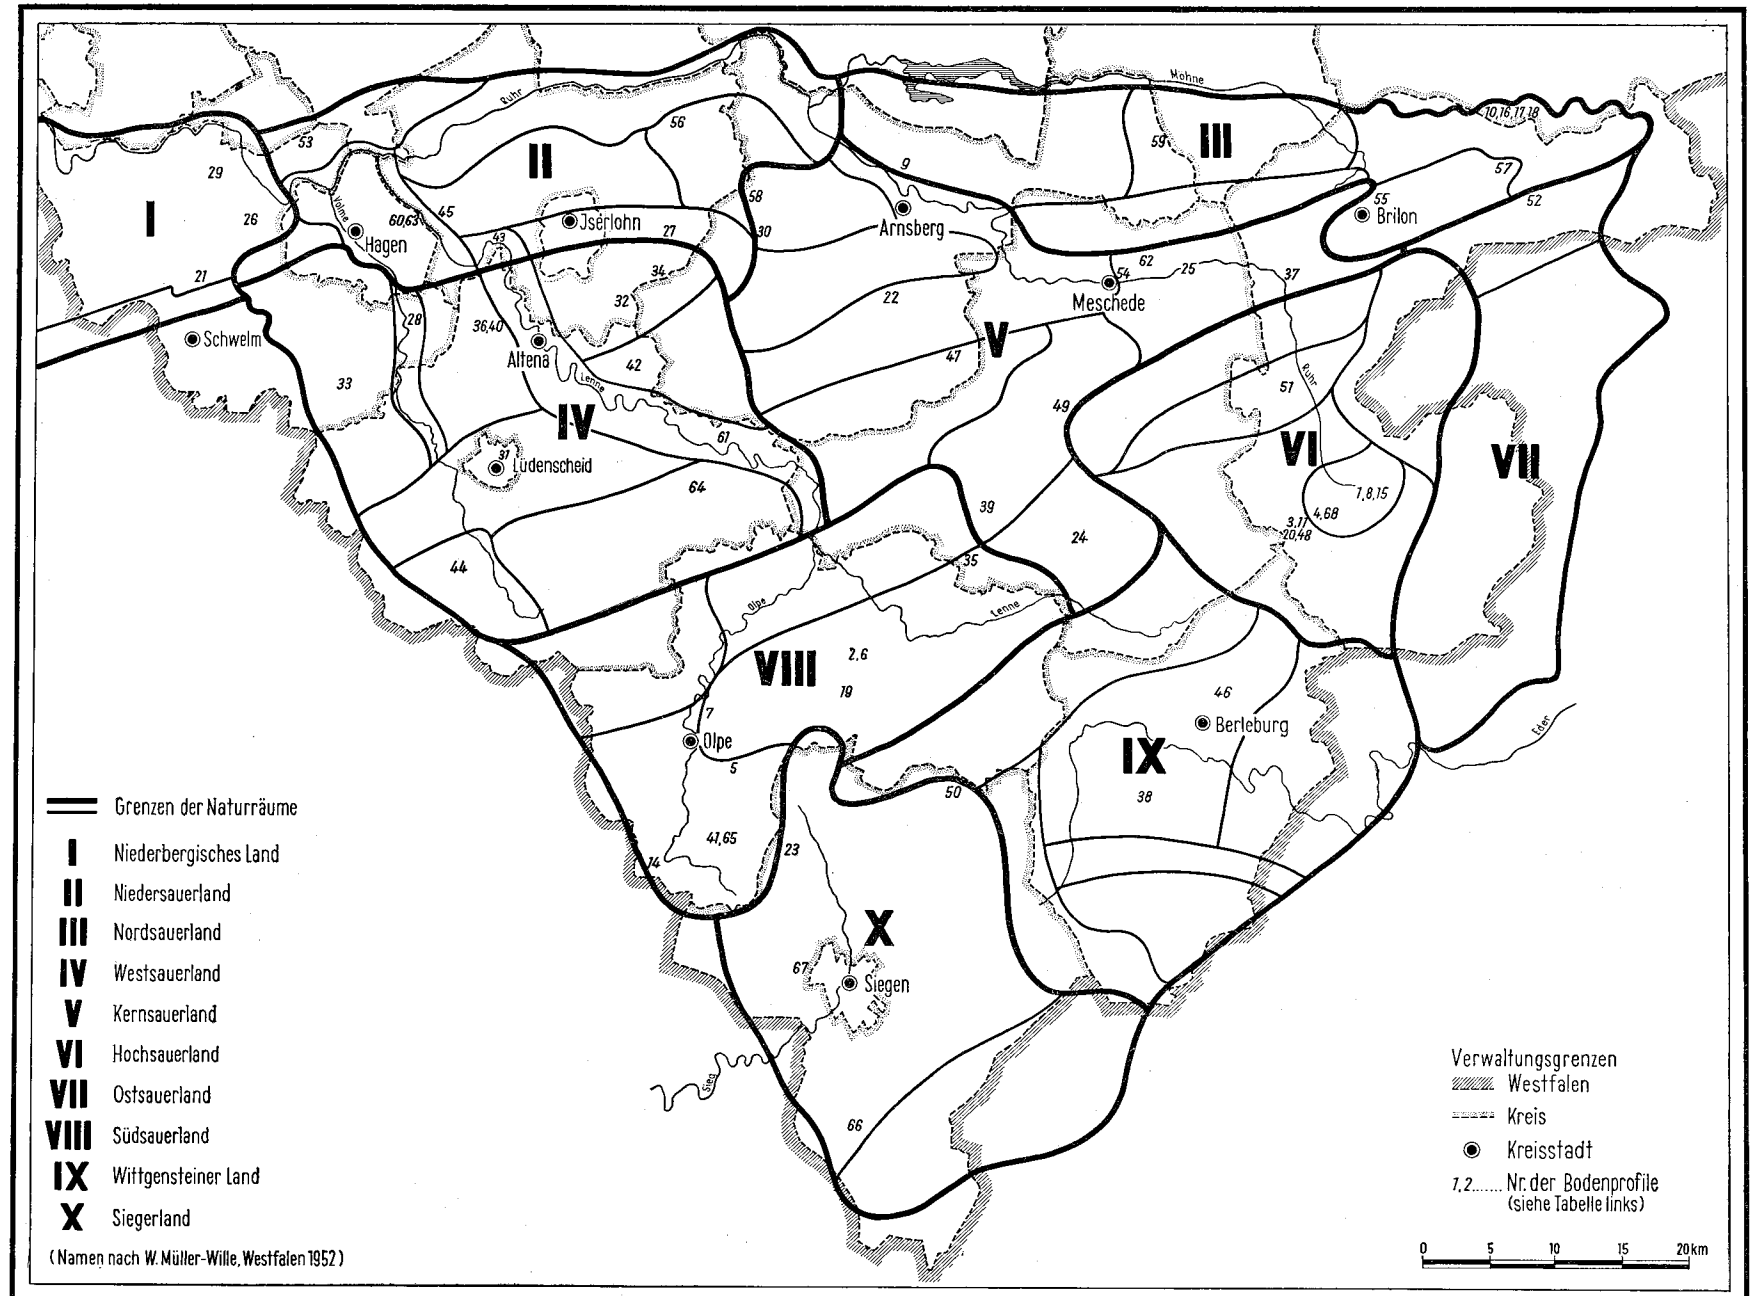 Möhne
Ruhr
10,16,17,18
53
56
59
III
II
9
29
57
58
55
52
I
Volme
45
26
60,63
Jserlohn
Arnsberg
Brilon
Hagen
43
27
30
21
34
62
54
25
37
32
22
Meschede
28
36,40
Schwelm
V
Altena
42
47
Ruhr
33
Lenne
51
49
IV
61
VI
VII
31
Lüdenscheid
64
1,8,15
39
4,68
3,11
20,48
24
44
35
Olpe
Lenne
VIII
2,6
19
46
7
Olpe
Berleburg
Eder
5
IX
50
38
41,65
14
23
X
67
Siegen
Sieg
66
Grenzen der Naturräume
I Niederbergisches Land
II Niedersauerland
III Nordsauerland
IV Westsauerland
V Kernsauerland
VI Hochsauerland
VII Ostsauerland
VIII Südsauerland
IX Wittgensteiner Land
X Siegerland
(Namen nach W. Müller-Wille, Westfalen 1952)
Verwaltungsgrenzen
Westfalen
Kreis
Kreisstadt
1,2....... Nr. der Bodenprofile
(siehe Tabelle links)
0 5 10 15 20 km